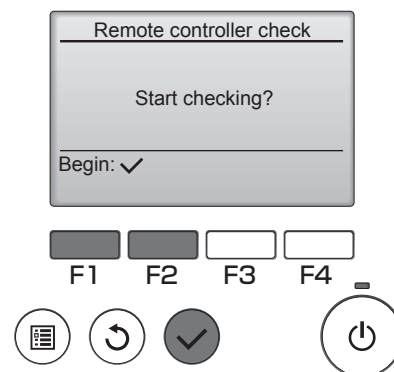 Remote controller check
Start checking?
Begin: ✓
F1 F2 F3 F4